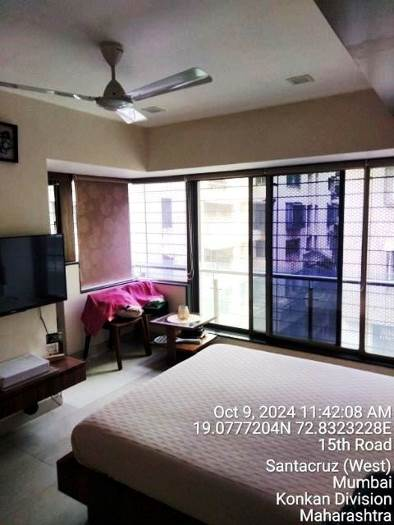 Oct 9, 2024 11:42:08 AM
19.0777204N 72.8323228E
15th Road
Santacruz (West)
Mumbai
Konkan Division
Maharashtra